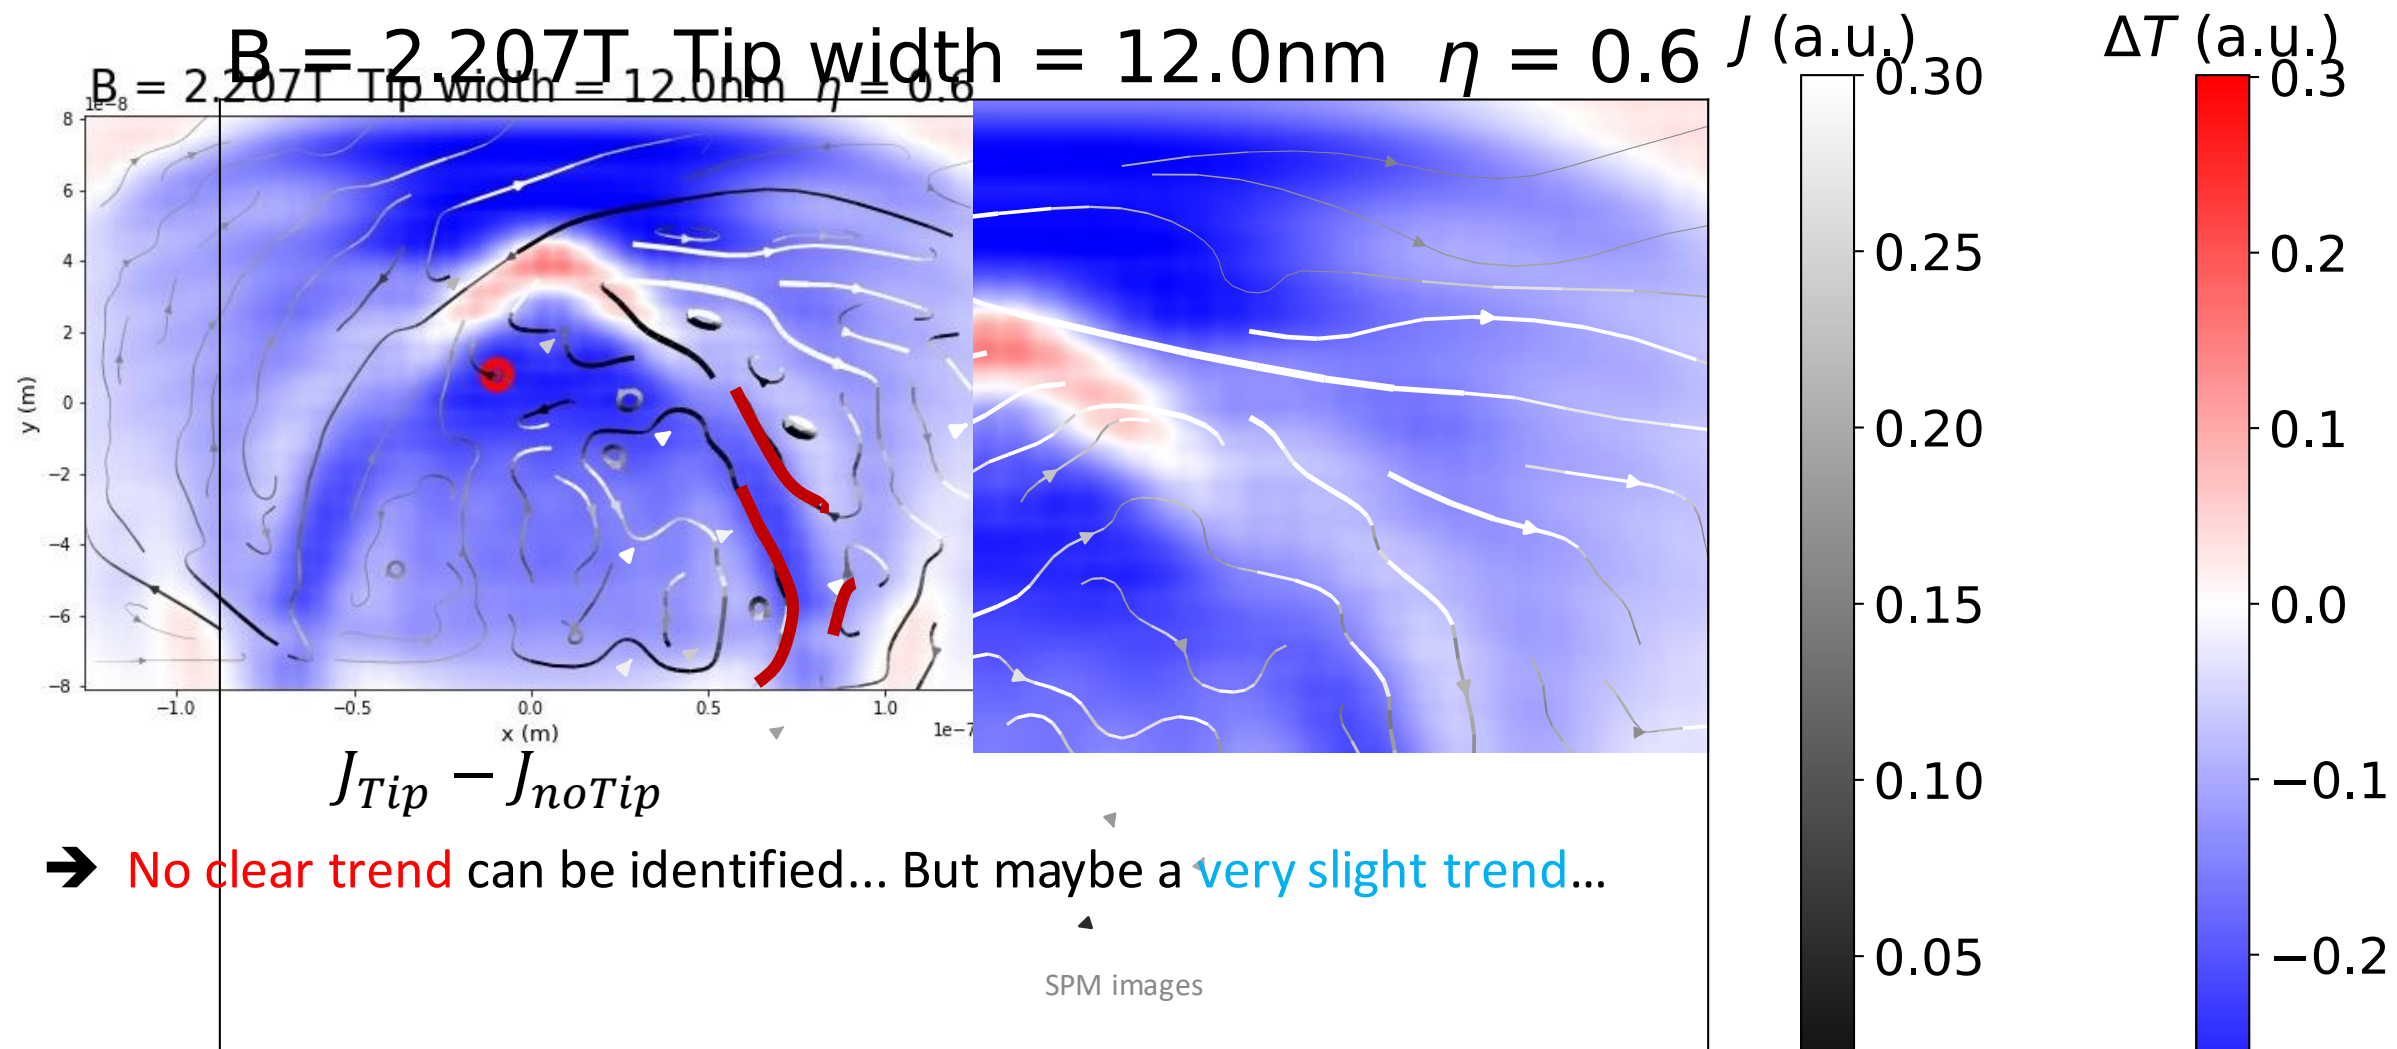 B = 2.207T  Tip width = 12.0nm  η = 0.6
J (a.u.)
ΔT (a.u.)
B = 2.207T  Tip width = 12.0nm  η = 0.6
1e−8
8
6
4
2
0
−2
−4
−6
−8
y (m)
−1.0
−0.5
0.0
0.5
1.0
1e−7
x (m)
0.30
0.25
0.20
0.15
0.10
0.05
0.3
0.2
0.1
0.0
−0.1
−0.2
J_Tip − J_noTip
➔ No clear trend can be identified... But maybe a very slight trend...
SPM images